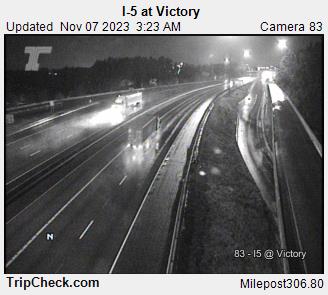 I-5 at Victory
Updated Nov 07 2023 3:23 AM Camera 83
T
N
83 - I5 @ Victory
TripCheck.com Milepost306.80